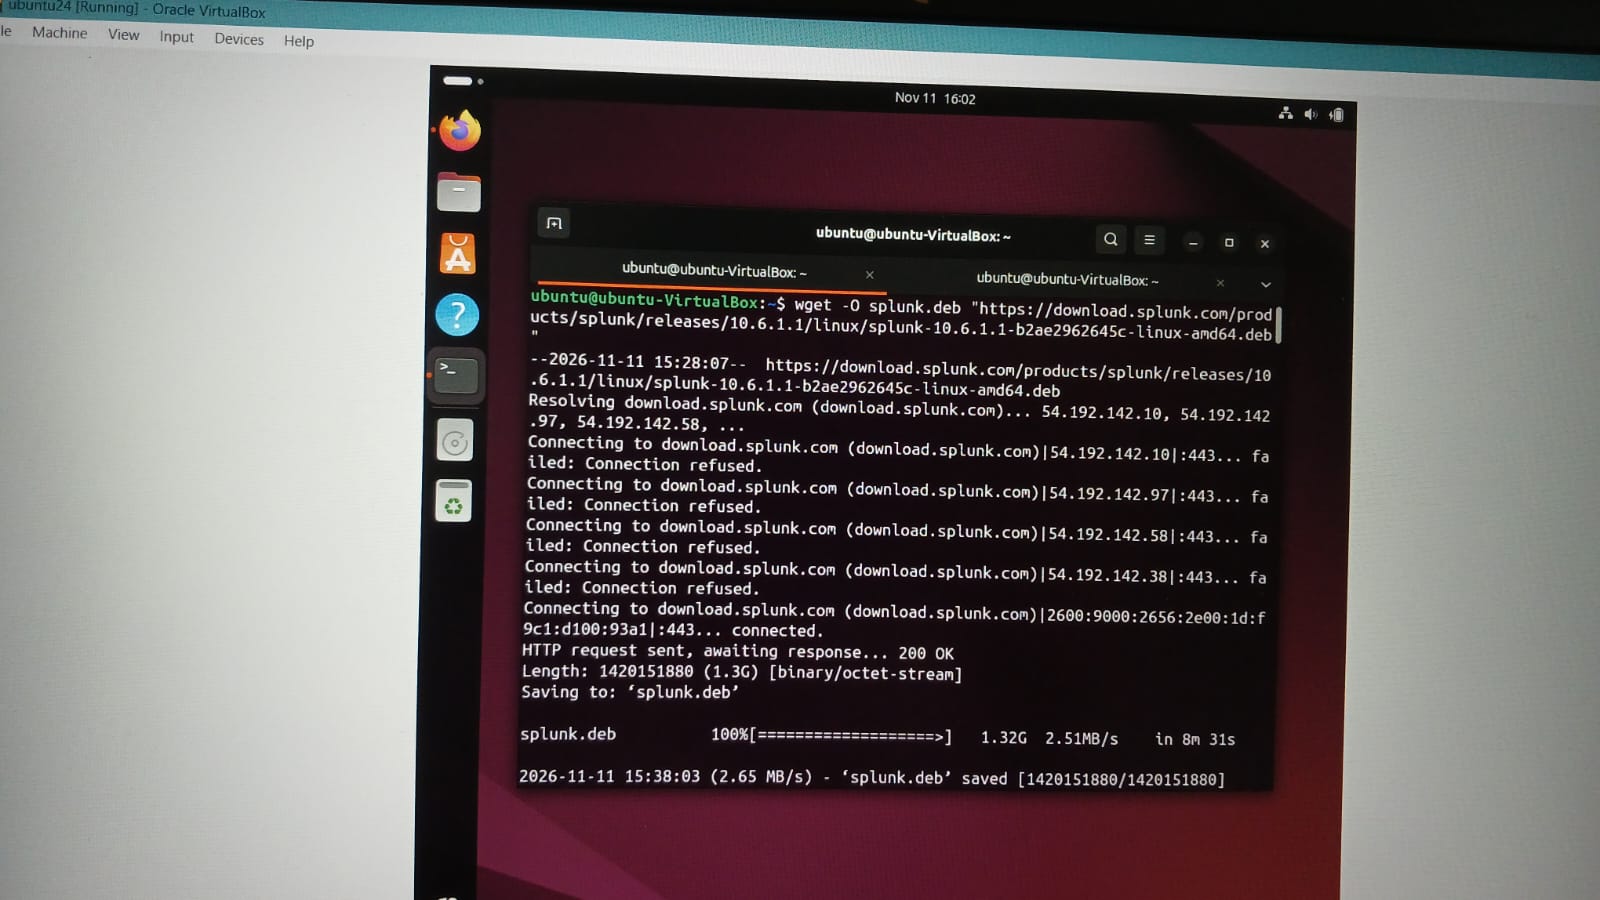 ubuntu24 [Running] - Oracle VirtualBox
le Machine View Input Devices Help
Nov 11 16:02
ubuntu@ubuntu-VirtualBox: ~
ubuntu@ubuntu-VirtualBox: ~ ubuntu@ubuntu-VirtualBox: ~
ubuntu@ubuntu-VirtualBox:~$ wget -O splunk.deb "https://download.splunk.com/prod
ucts/splunk/releases/10.6.1.1/linux/splunk-10.6.1.1-b2ae2962645c-linux-amd64.deb
"
--2026-11-11 15:28:07-- https://download.splunk.com/products/splunk/releases/10
.6.1.1/linux/splunk-10.6.1.1-b2ae2962645c-linux-amd64.deb
Resolving download.splunk.com (download.splunk.com)... 54.192.142.10, 54.192.142
.97, 54.192.142.58, ...
Connecting to download.splunk.com (download.splunk.com)|54.192.142.10|:443... fa
iled: Connection refused.
Connecting to download.splunk.com (download.splunk.com)|54.192.142.97|:443... fa
iled: Connection refused.
Connecting to download.splunk.com (download.splunk.com)|54.192.142.58|:443... fa
iled: Connection refused.
Connecting to download.splunk.com (download.splunk.com)|54.192.142.38|:443... fa
iled: Connection refused.
Connecting to download.splunk.com (download.splunk.com)|2600:9000:2656:2e00:1d:f
9c1:d100:93a1|:443... connected.
HTTP request sent, awaiting response... 200 OK
Length: 1420151880 (1.3G) [binary/octet-stream]
Saving to: ‘splunk.deb’
splunk.deb 100%[===================>] 1.32G 2.51MB/s in 8m 31s
2026-11-11 15:38:03 (2.65 MB/s) - ‘splunk.deb’ saved [1420151880/1420151880]